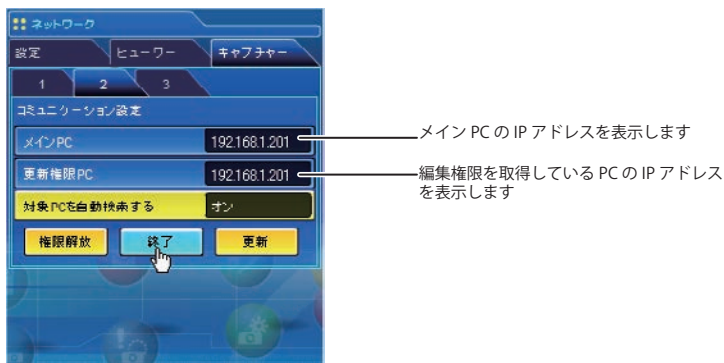 ネットワーク
設定 ヒューワー キャプチャー
1 2 3
コミュニケーション設定
メインPC 192.168.1.201
メイン PC の IP アドレスを表示します
更新権限PC 192.168.1.201
編集権限を取得している PC の IP アドレス
を表示します
対象PCを自動検索する オン
権限解放 終了 更新